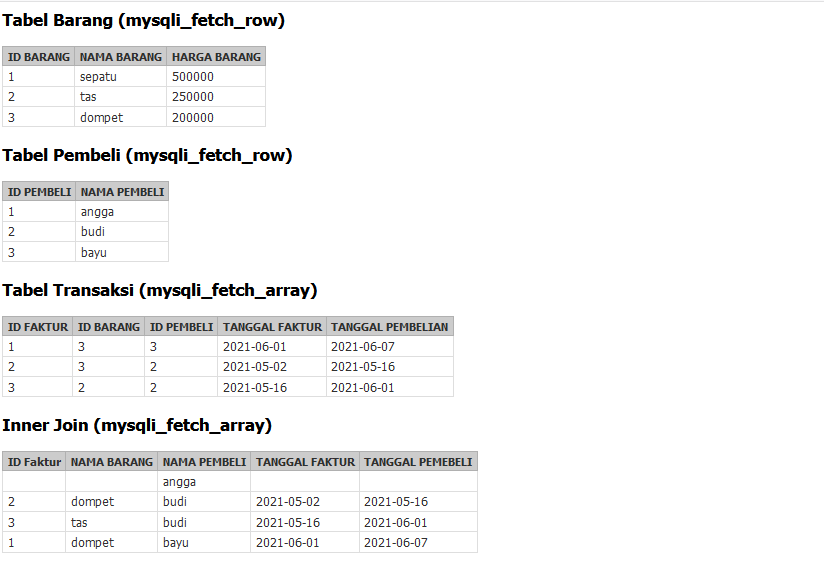 Tabel Barang (mysqli_fetch_row)
ID BARANG NAMA BARANG HARGA BARANG
1 sepatu 500000
2 tas 250000
3 dompet 200000
Tabel Pembeli (mysqli_fetch_row)
ID PEMBELI NAMA PEMBELI
1 angga
2 budi
3 bayu
Tabel Transaksi (mysqli_fetch_array)
ID FAKTUR ID BARANG ID PEMBELI TANGGAL FAKTUR TANGGAL PEMBELIAN
1 3 3 2021-06-01 2021-06-07
2 3 2 2021-05-02 2021-05-16
3 2 2 2021-05-16 2021-06-01
Inner Join (mysqli_fetch_array)
ID Faktur NAMA BARANG NAMA PEMBELI TANGGAL FAKTUR TANGGAL PEMEBELI
angga
2 dompet budi 2021-05-02 2021-05-16
3 tas budi 2021-05-16 2021-06-01
1 dompet bayu 2021-06-01 2021-06-07